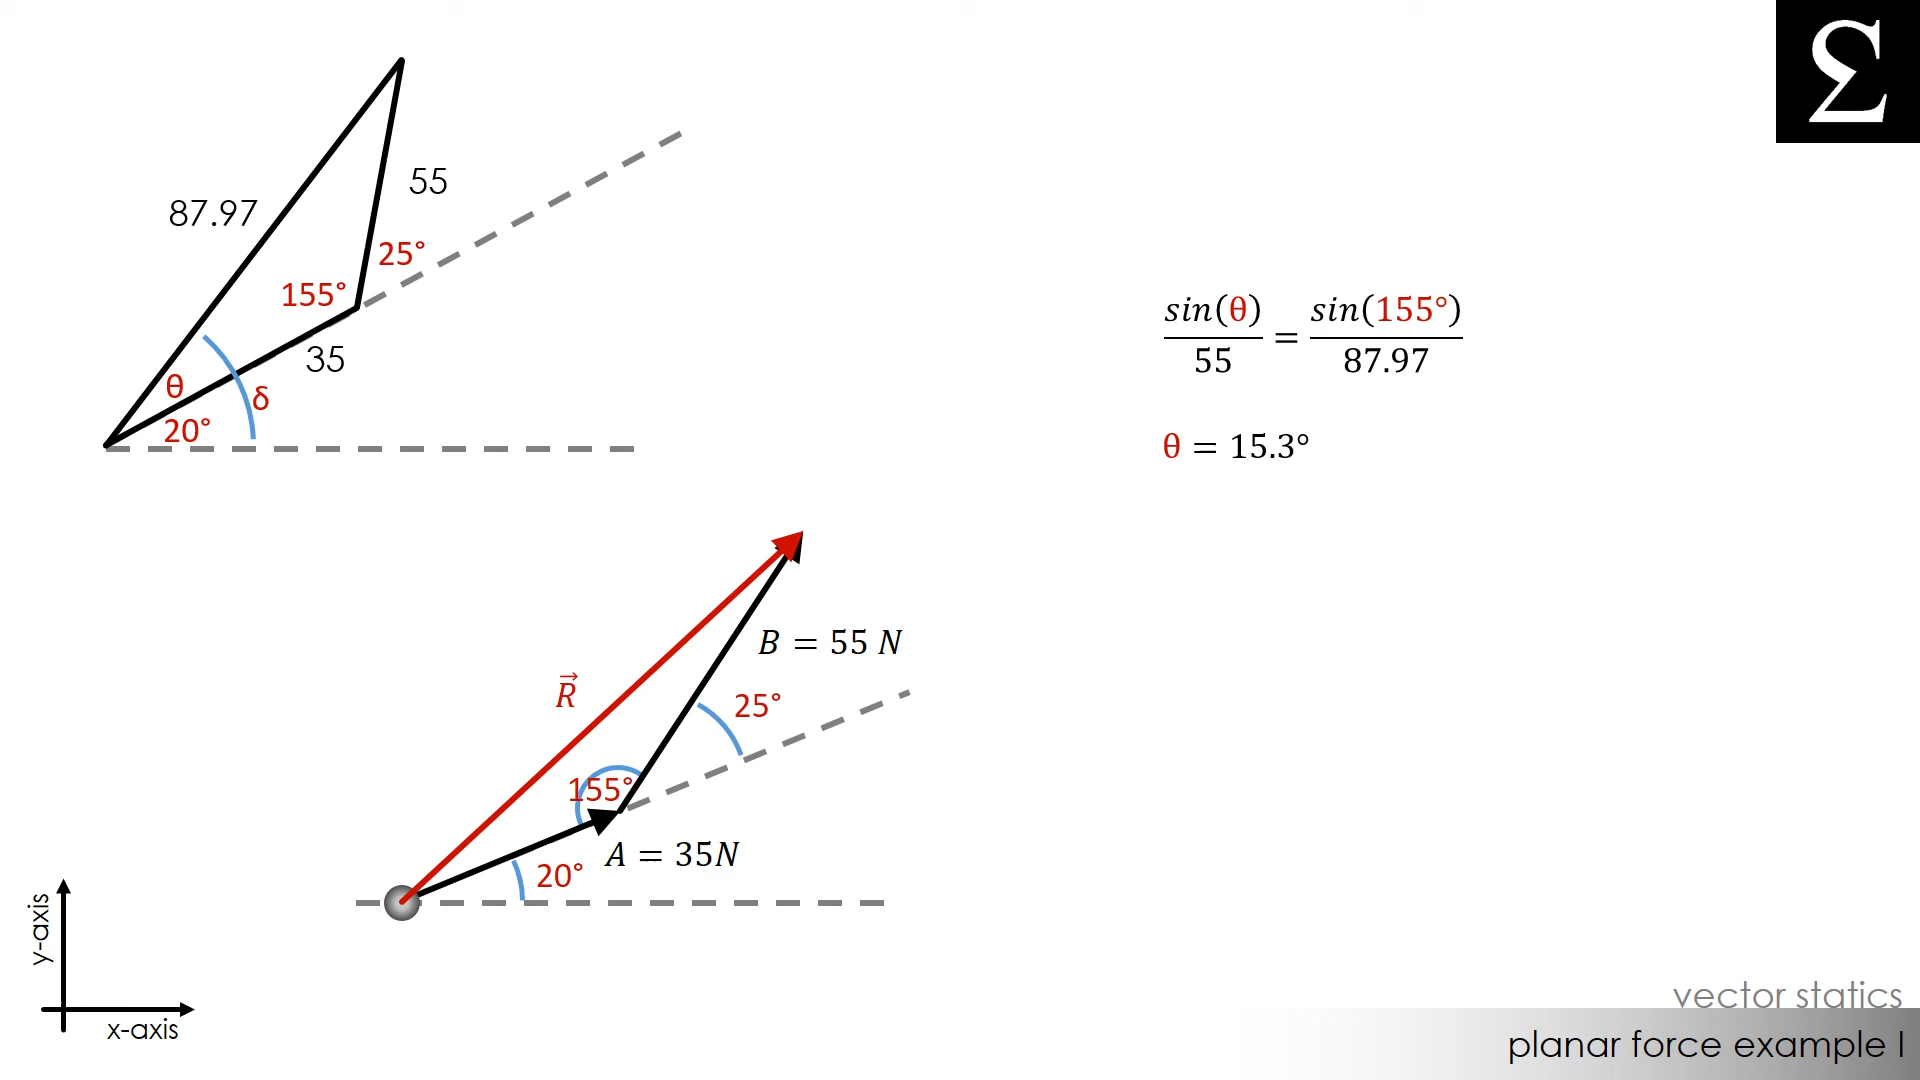 87.97
55
25°
155°
35
θ
δ
20°
sin(θ)/55 = sin(155°)/87.97
θ = 15.3°
R⃗
B = 55 N
25°
155°
A = 35N
20°
y-axis
x-axis
vector statics
planar force example I